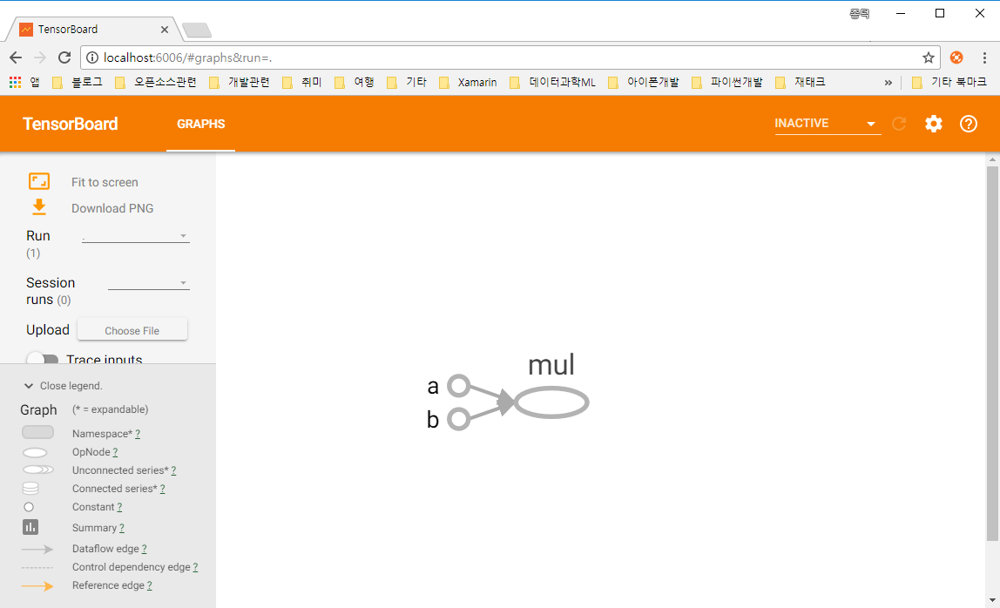 종탁
TensorBoard
localhost:6006/#graphs&run=.
앱 블로그 오픈소스관련 개발관련 취미 여행 기타 Xamarin 데이터과학ML 아이폰개발 파이썬개발 재태크 » 기타 북마크
TensorBoard GRAPHS INACTIVE
Fit to screen
Download PNG
Run
(1)
.
Session
runs (0)
Upload Choose File
Trace inputs
Close legend.
Graph (* = expandable)
Namespace* ?
OpNode ?
Unconnected series* ?
Connected series* ?
Constant ?
Summary ?
Dataflow edge ?
Control dependency edge ?
Reference edge ?
mul
a
b